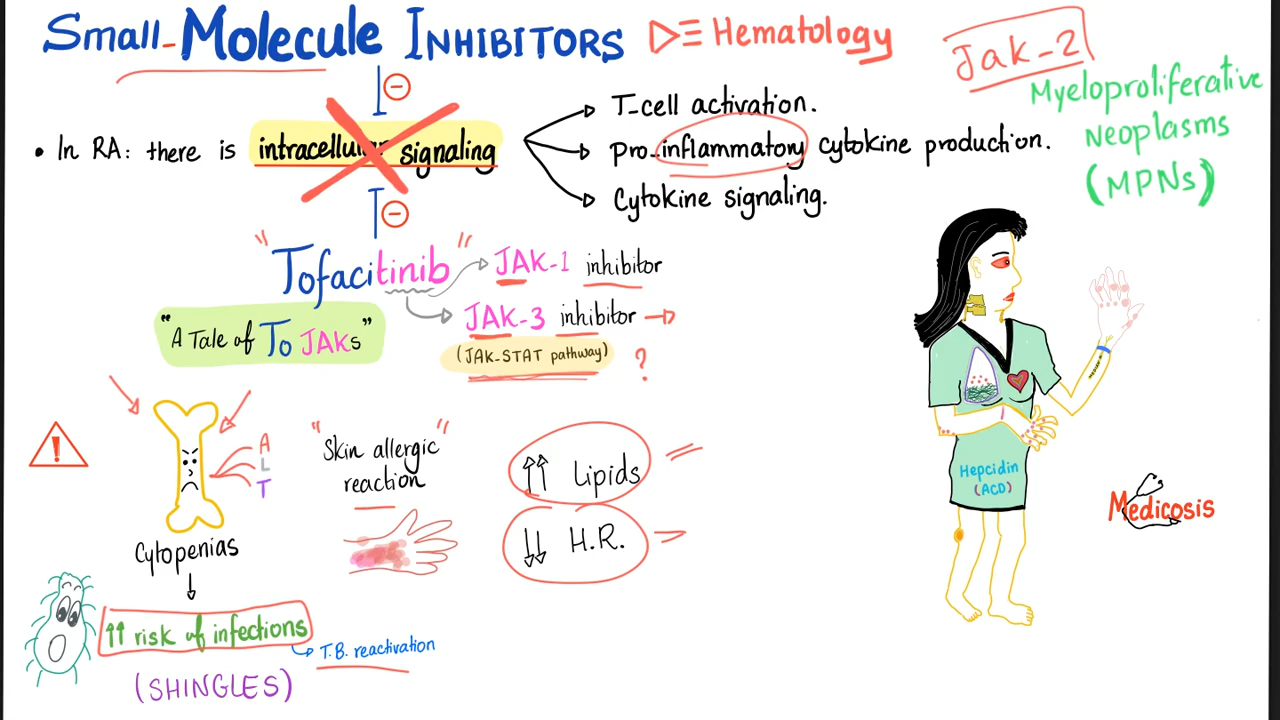 Small-Molecule INHIBITORS
Hematology
Jak-2
Myeloproliferative
Neoplasms
(MPNs)
• In RA: there is intracellular signaling
T-cell activation.
pro-inflammatory cytokine production.
Cytokine signaling.
"Tofacitinib"
JAK-1 inhibitor
JAK-3 inhibitor
(JAK-STAT pathway)
?
"A Tale of To JAKs"
A
L
T
Cytopenias
↑↑ risk of infections
T.B. reactivation
(SHINGLES)
"Skin allergic"
reaction
↑↑ Lipids
↓↓ H.R.
Hepcidin
(ACD)
Medicosis